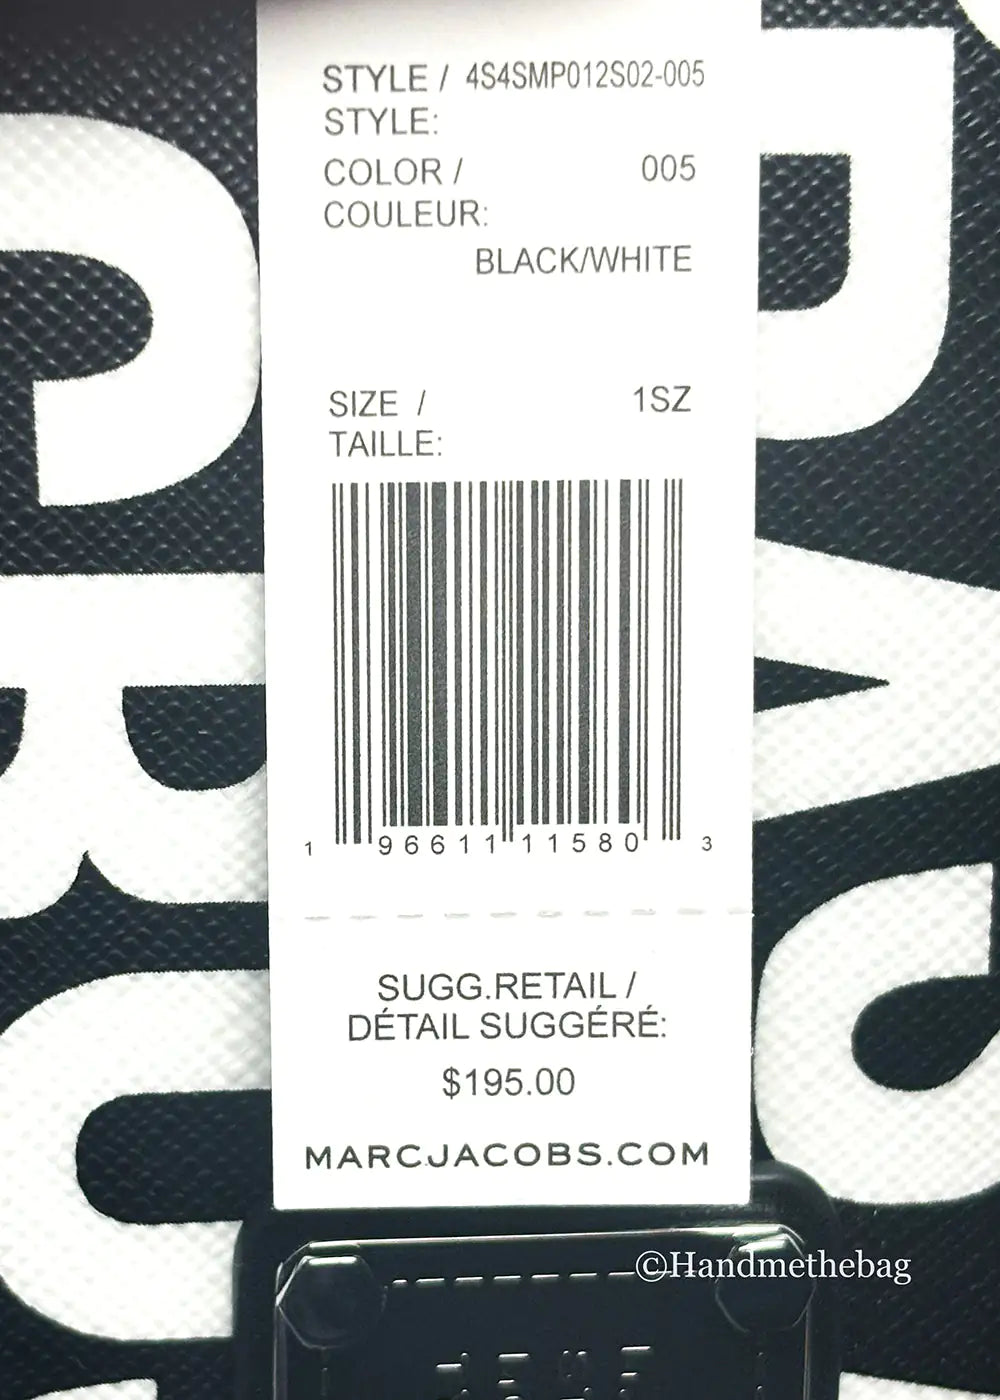 STYLE / 4S4SMP012S02-005
STYLE:
COLOR / 005
COULEUR:
BLACK/WHITE
SIZE / 1SZ
TAILLE:
1 96611 11580 3
SUGG.RETAIL /
DÉTAIL SUGGÉRÉ:
$195.00
MARCJACOBS.COM
©Handmethebag